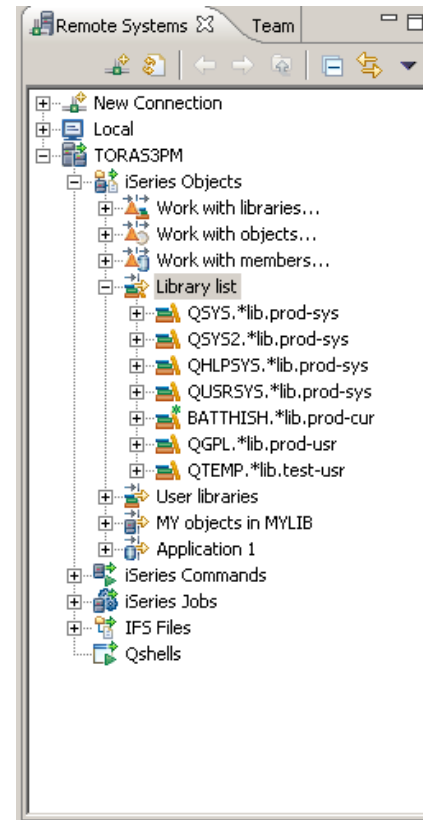 Remote Systems Team
New Connection
Local
TORAS3PM
iSeries Objects
Work with libraries...
Work with objects...
Work with members...
Library list
QSYS.*lib.prod-sys
QSYS2.*lib.prod-sys
QHLPSYS.*lib.prod-sys
QUSRSYS.*lib.prod-sys
BATTHISH.*lib.prod-cur
QGPL.*lib.prod-usr
QTEMP.*lib.test-usr
User libraries
MY objects in MYLIB
Application 1
iSeries Commands
iSeries Jobs
IFS Files
Qshells